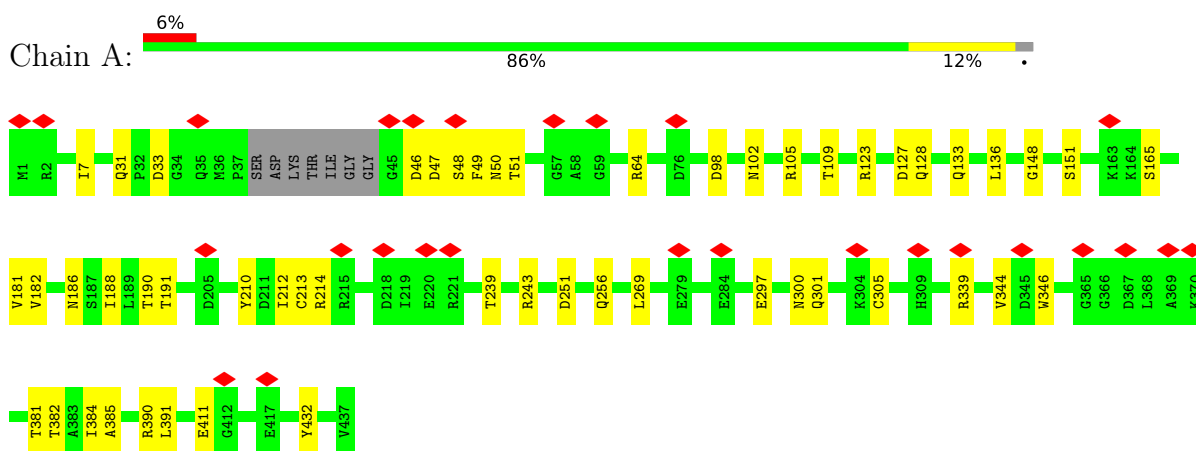 6%
Chain A:
86% 12% •
M1 R2 I7 Q31 P32 D33 G34 Q35 M36 P37 SER ASP LYS THR ILE GLY GLY G45 D46 D47 S48 F49 N50 T51 G57 A58 G59 R64 D76 D98 N102 R105 T109 R123 D127 Q128 Q133 L136 G148 S151 K163 K164 S165
V181 V182 N186 S187 I188 L189 T190 T191 D205 Y210 D211 I212 C213 R214 R215 D218 I219 E220 R221 T239 R243 D251 Q256 L269 E279 E284 E297 N300 Q301 K304 C305 H309 R339 V344 D345 W346 G365 G366 D367 L368 A369 K370
T381 T382 A383 I384 A385 R390 L391 E411 G412 E417 Y432 V437